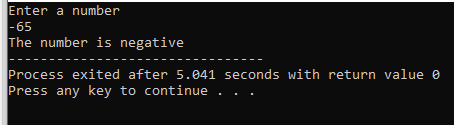 Enter a number
-65
The number is negative
--------------------------------
Process exited after 5.041 seconds with return value 0
Press any key to continue . . .